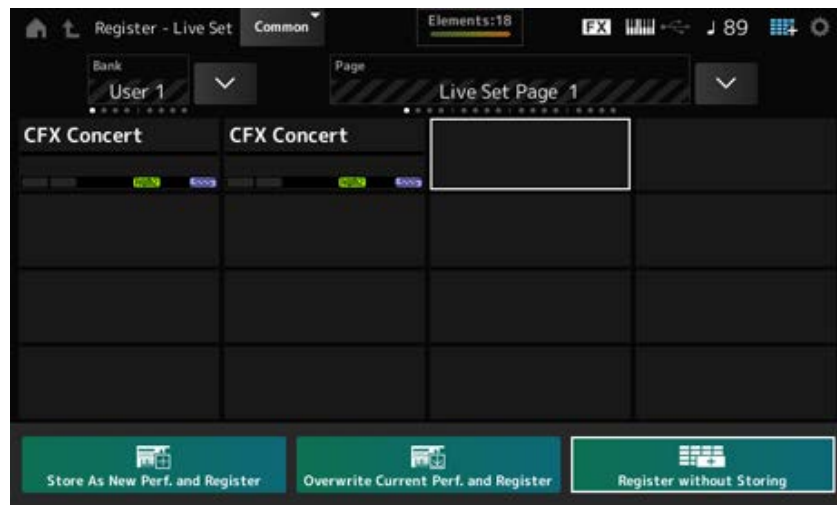 Register - Live Set
Common
Elements:18
FX
89
Bank
User 1
Page
Live Set Page 1
CFX Concert
CFX Concert
Store As New Perf. and Register
Overwrite Current Perf. and Register
Register without Storing